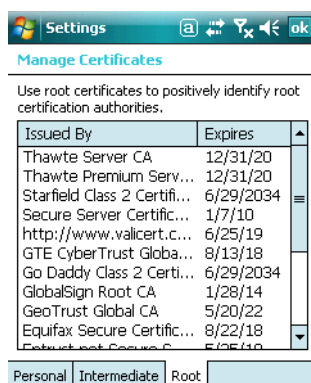 Settings
ok
Manage Certificates
Use root certificates to positively identify root
certification authorities.
Issued By Expires
Thawte Server CA 12/31/20
Thawte Premium Serv... 12/31/20
Starfield Class 2 Certifi... 6/29/2034
Secure Server Certific... 1/7/10
http://www.valicert.c... 6/25/19
GTE CyberTrust Globa... 8/13/18
Go Daddy Class 2 Certi... 6/29/2034
GlobalSign Root CA 1/28/14
GeoTrust Global CA 5/20/22
Equifax Secure Certific... 8/22/18
Personal Intermediate Root